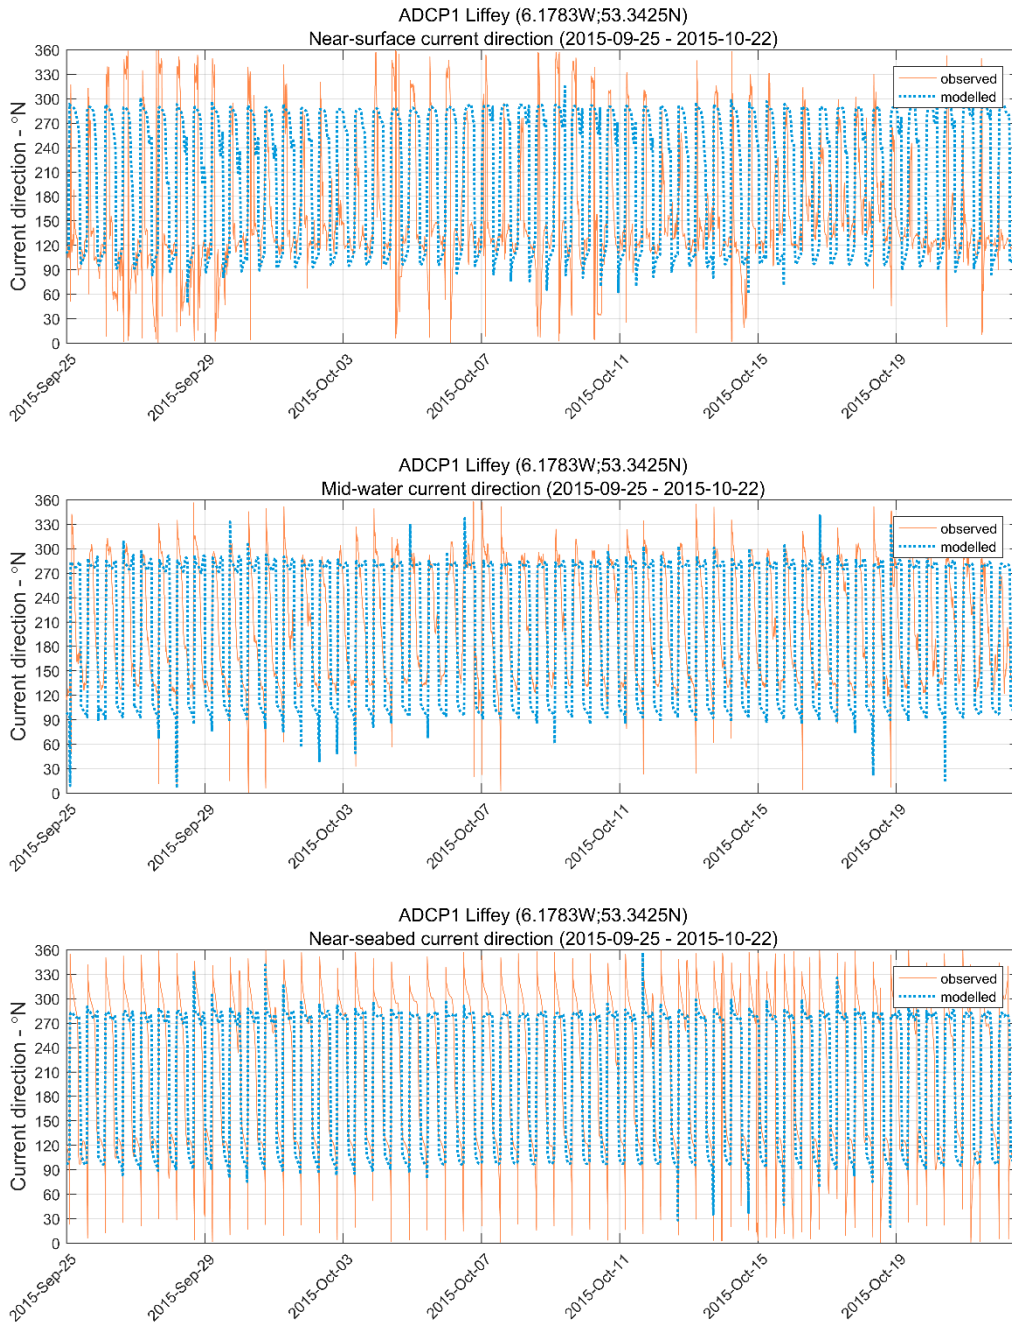 ADCP1 Liffey (6.1783W;53.3425N)
Near-surface current direction (2015-09-25 - 2015-10-22)
360
330
300
270
240
210
180
150
120
90
60
30
0
Current direction - °N
observed
modelled
2015-Sep-25
2015-Sep-29
2015-Oct-03
2015-Oct-07
2015-Oct-11
2015-Oct-15
2015-Oct-19
ADCP1 Liffey (6.1783W;53.3425N)
Mid-water current direction (2015-09-25 - 2015-10-22)
360
330
300
270
240
210
180
150
120
90
60
30
0
Current direction - °N
observed
modelled
2015-Sep-25
2015-Sep-29
2015-Oct-03
2015-Oct-07
2015-Oct-11
2015-Oct-15
2015-Oct-19
ADCP1 Liffey (6.1783W;53.3425N)
Near-seabed current direction (2015-09-25 - 2015-10-22)
360
330
300
270
240
210
180
150
120
90
60
30
0
Current direction - °N
observed
modelled
2015-Sep-25
2015-Sep-29
2015-Oct-03
2015-Oct-07
2015-Oct-11
2015-Oct-15
2015-Oct-19